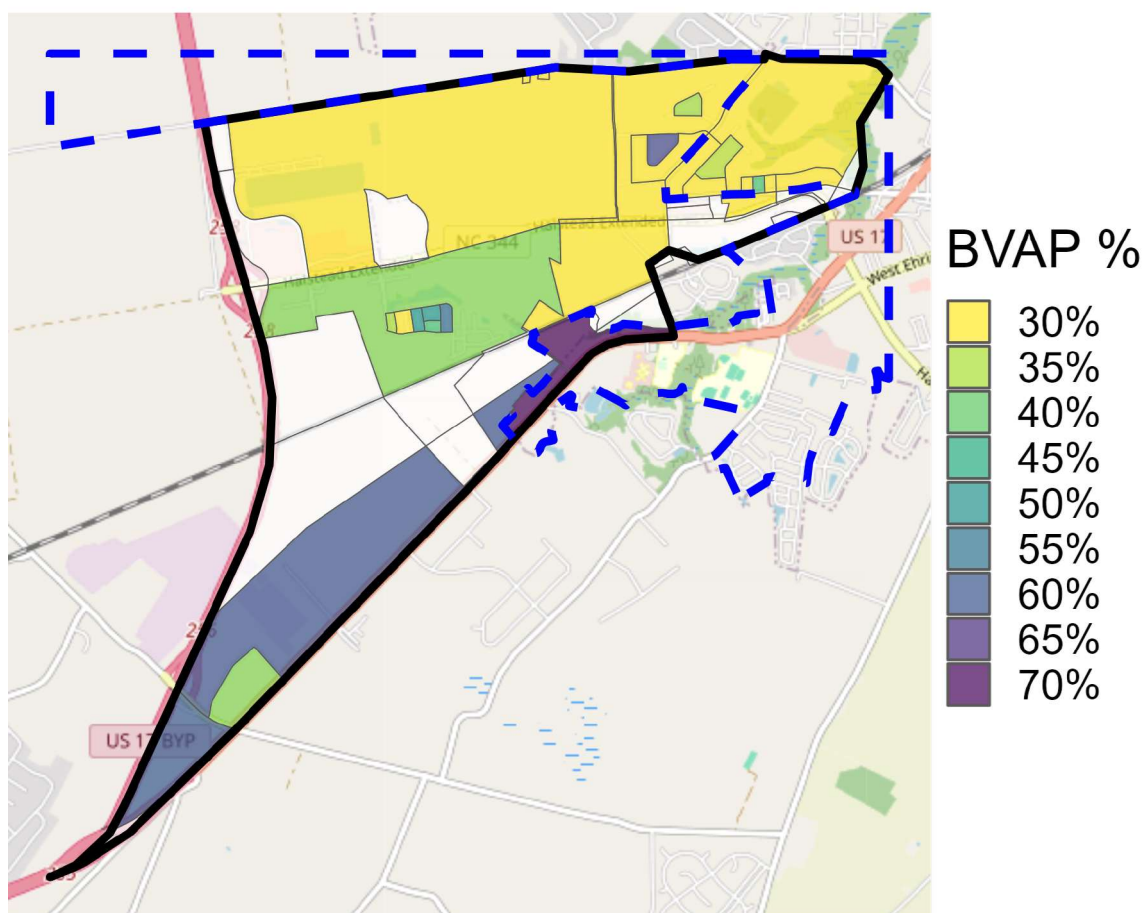 NC 344
Halstead Extended
Halstead Extended
US 17
West Ehri
US 17 BYP
BVAP %
30%
35%
40%
45%
50%
55%
60%
65%
70%